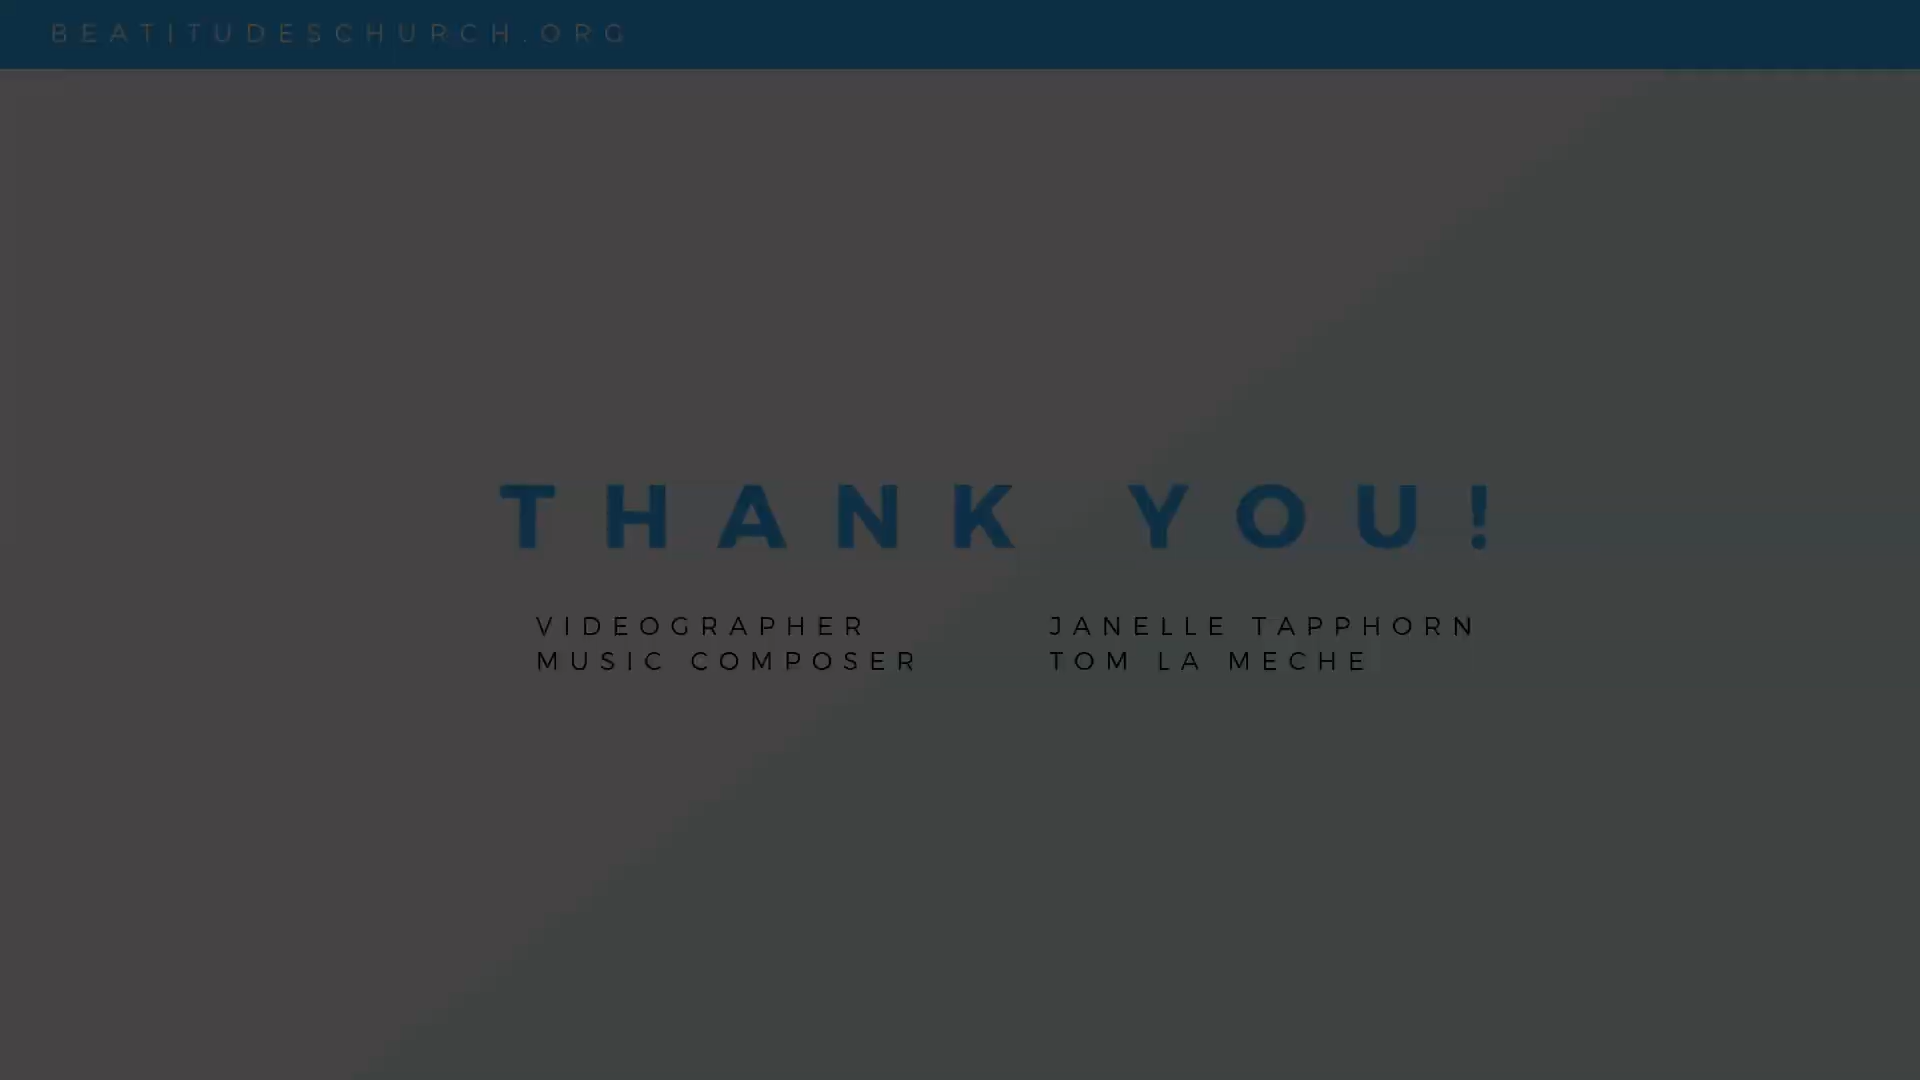 BEATITUDESCHURCH.ORG
THANK YOU!
VIDEOGRAPHER JANELLE TAPPHORN
MUSIC COMPOSER TOM LA MECHE